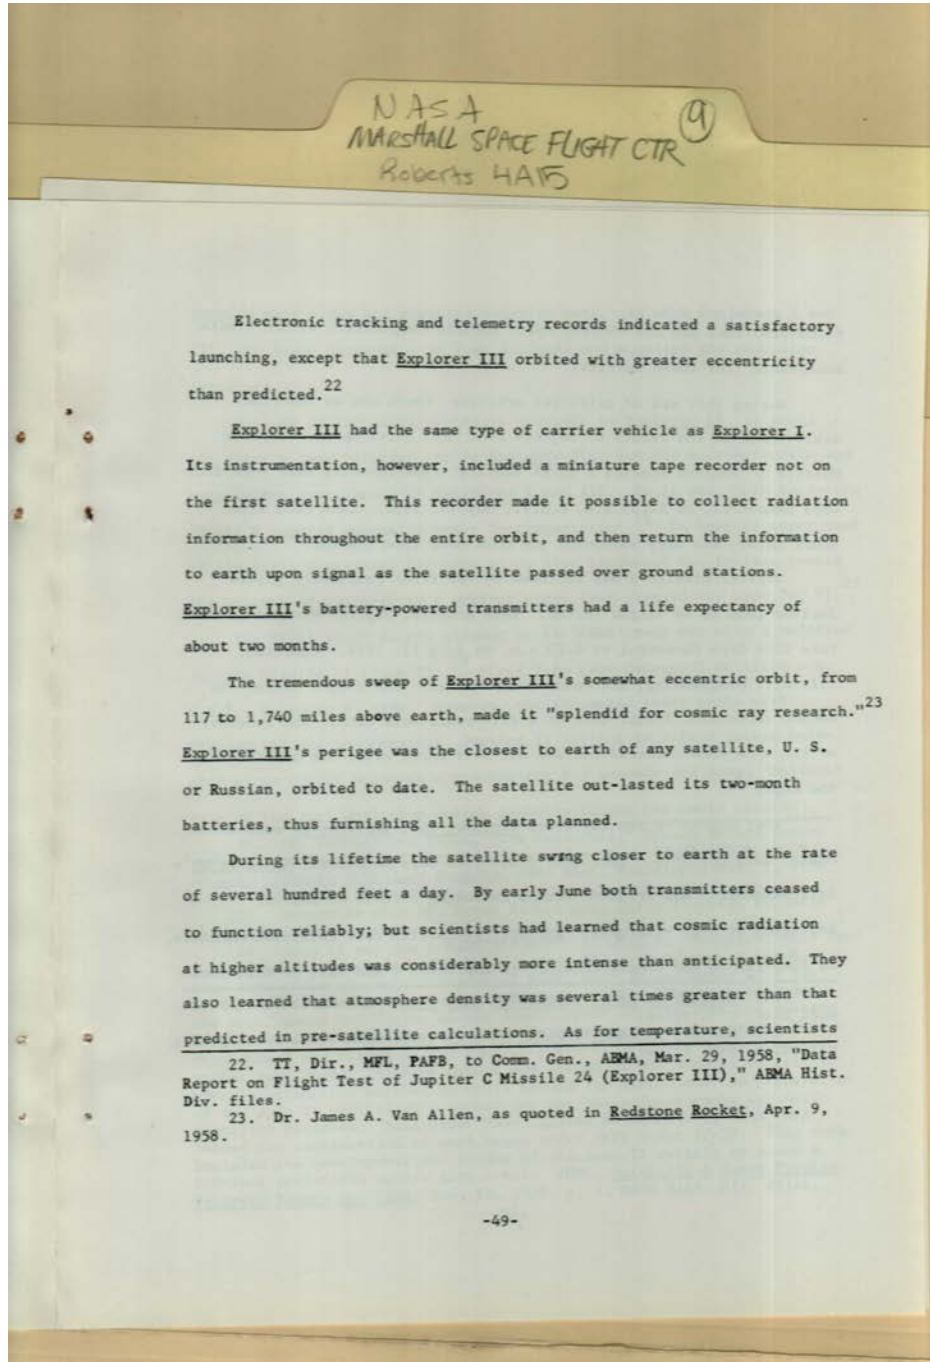 NASA
MARSHALL SPACE FLIGHT CTR
9
Roberts 4A15
Electronic tracking and telemetry records indicated a satisfactory
launching, except that Explorer III orbited with greater eccentricity
than predicted.22
Explorer III had the same type of carrier vehicle as Explorer I.
Its instrumentation, however, included a miniature tape recorder not on
the first satellite. This recorder made it possible to collect radiation
information throughout the entire orbit, and then return the information
to earth upon signal as the satellite passed over ground stations.
Explorer III's battery-powered transmitters had a life expectancy of
about two months.
The tremendous sweep of Explorer III's somewhat eccentric orbit, from
117 to 1,740 miles above earth, made it "splendid for cosmic ray research."23
Explorer III's perigee was the closest to earth of any satellite, U. S.
or Russian, orbited to date. The satellite out-lasted its two-month
batteries, thus furnishing all the data planned.
During its lifetime the satellite swung closer to earth at the rate
of several hundred feet a day. By early June both transmitters ceased
to function reliably; but scientists had learned that cosmic radiation
at higher altitudes was considerably more intense than anticipated. They
also learned that atmosphere density was several times greater than that
predicted in pre-satellite calculations. As for temperature, scientists
22. TT, Dir., MFL, PAFB, to Comm. Gen., ABMA, Mar. 29, 1958, "Data
Report on Flight Test of Jupiter C Missile 24 (Explorer III)," ABMA Hist.
Div. files.
23. Dr. James A. Van Allen, as quoted in Redstone Rocket, Apr. 9,
1958.
-49-